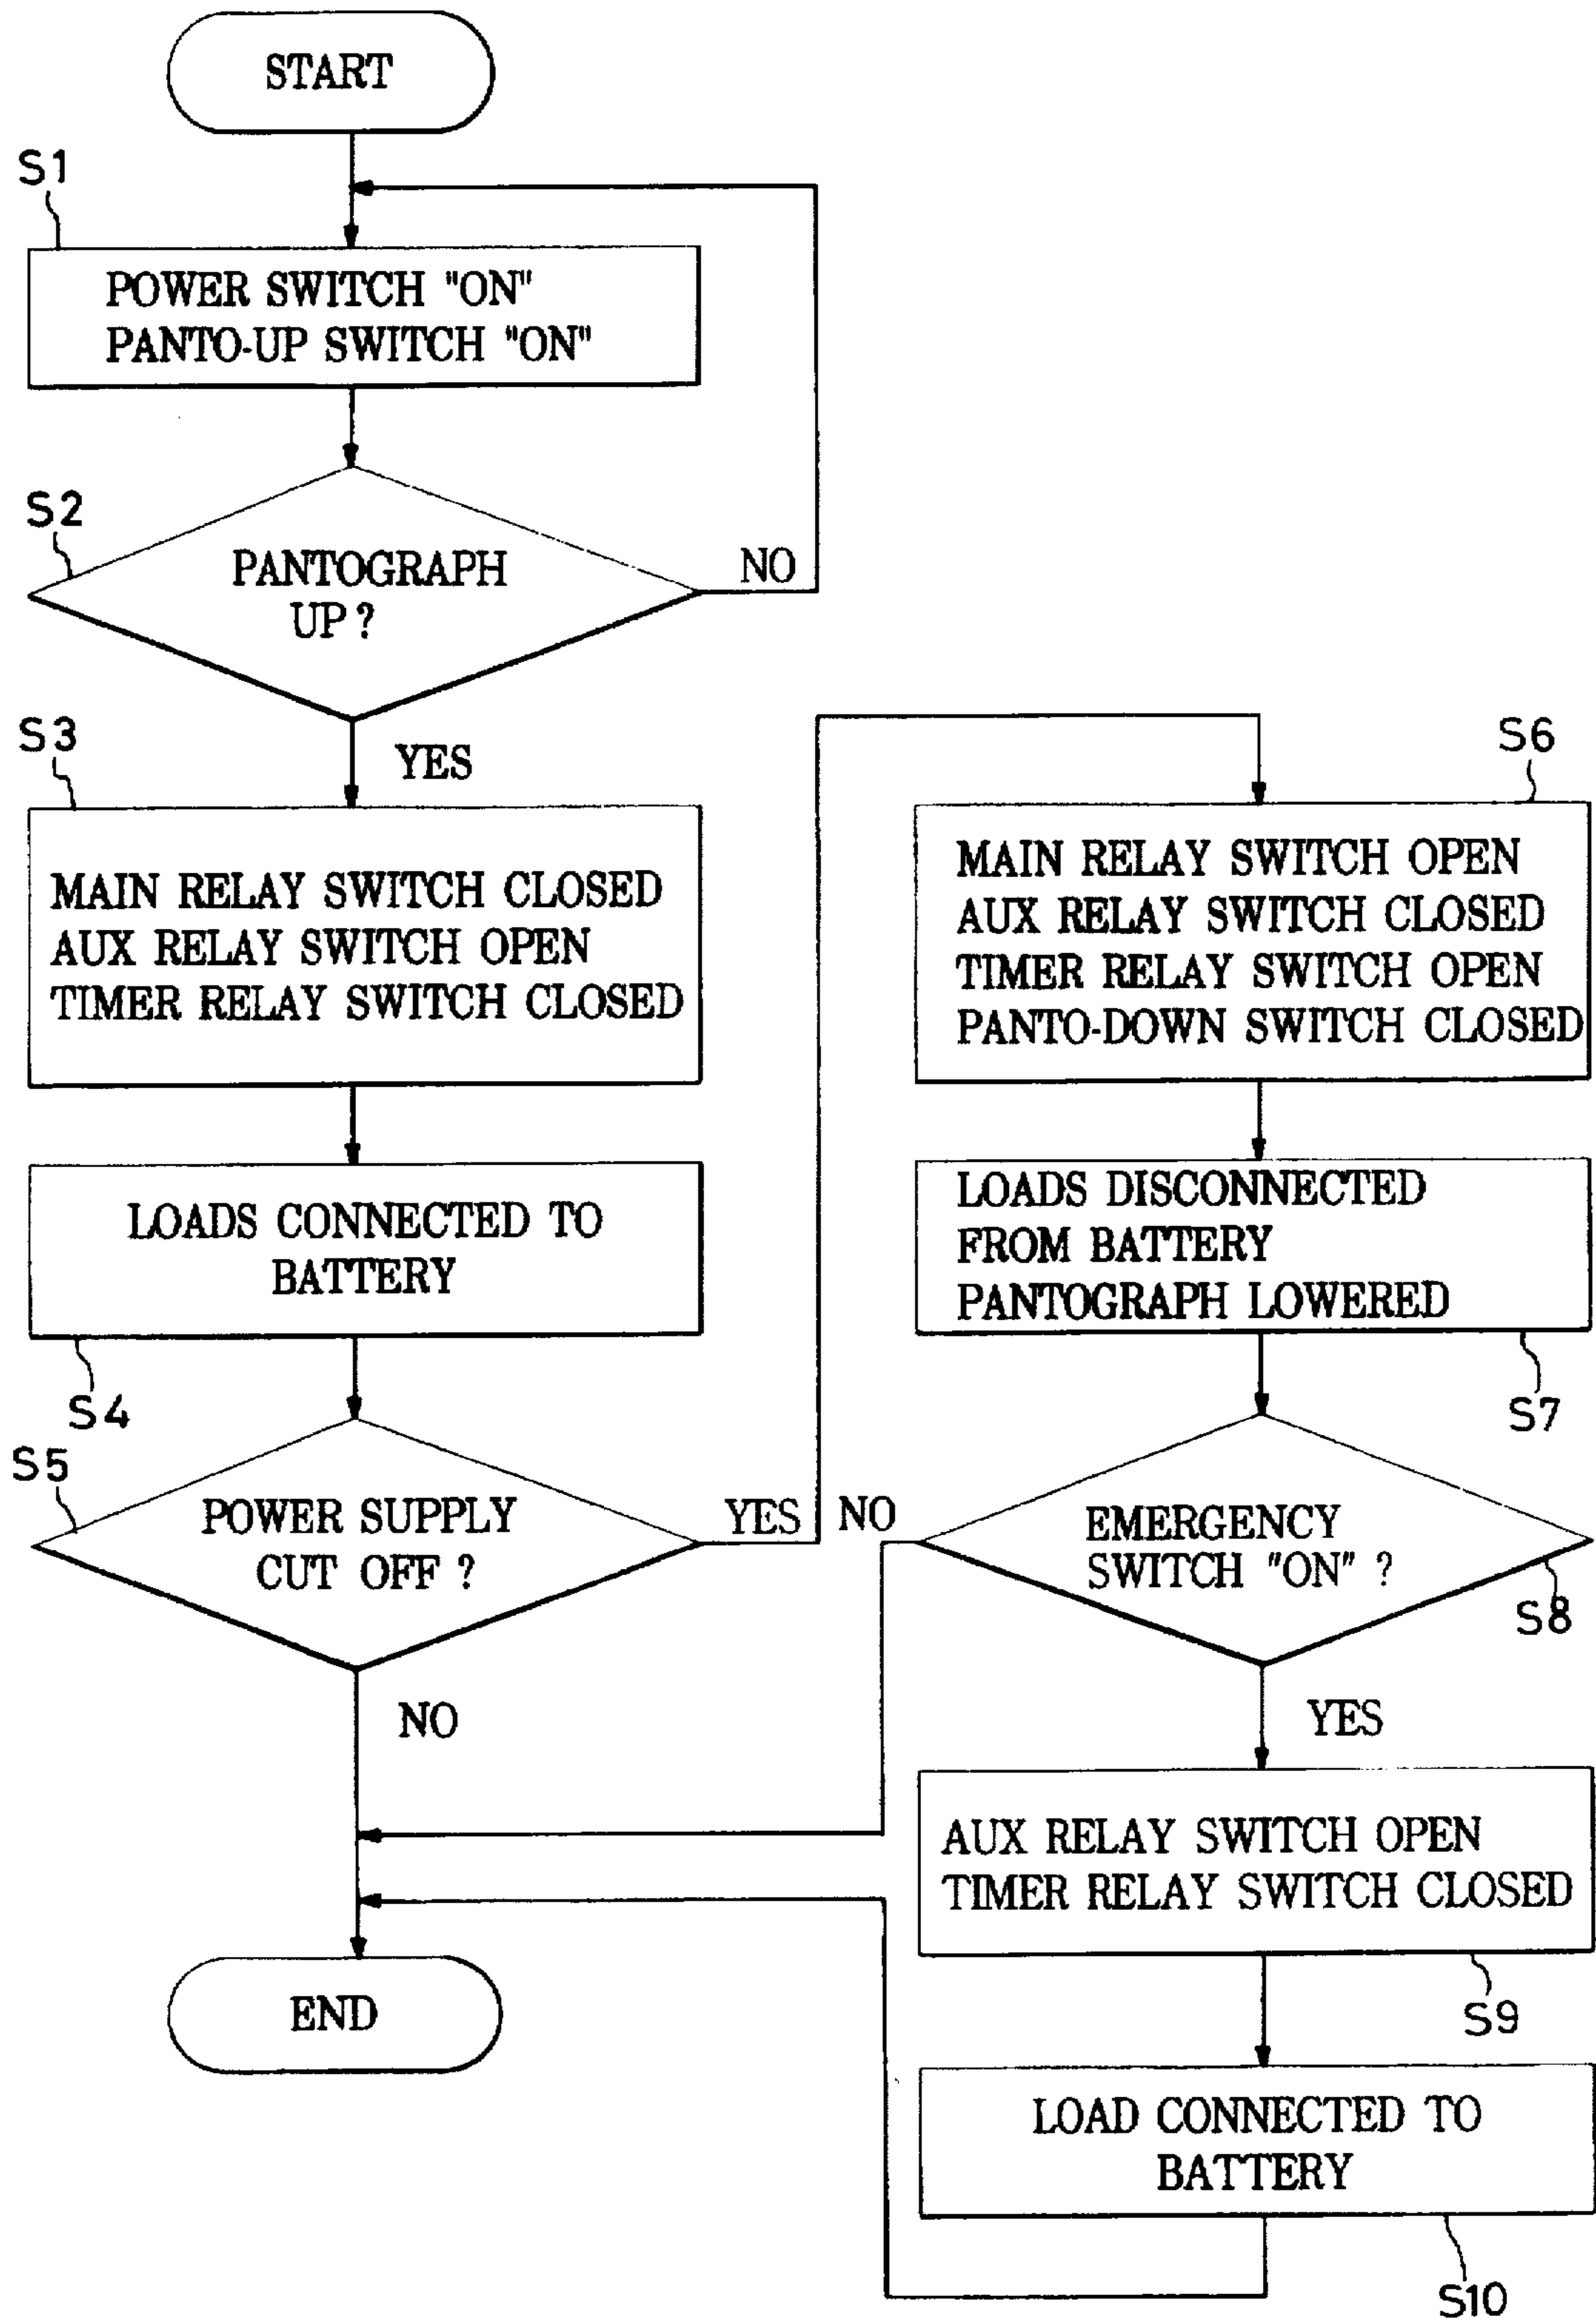 START
S1
POWER SWITCH "ON"
PANTO-UP SWITCH "ON"
S2
PANTOGRAPH
UP?
NO
YES
S3
MAIN RELAY SWITCH CLOSED
AUX RELAY SWITCH OPEN
TIMER RELAY SWITCH CLOSED
LOADS CONNECTED TO
BATTERY
S4
S5
POWER SUPPLY
CUT OFF ?
YES
NO
END
S6
MAIN RELAY SWITCH OPEN
AUX RELAY SWITCH CLOSED
TIMER RELAY SWITCH OPEN
PANTO-DOWN SWITCH CLOSED
LOADS DISCONNECTED
FROM BATTERY
PANTOGRAPH LOWERED
S7
NO
EMERGENCY
SWITCH "ON" ?
S8
YES
AUX RELAY SWITCH OPEN
TIMER RELAY SWITCH CLOSED
S9
LOAD CONNECTED TO
BATTERY
S10